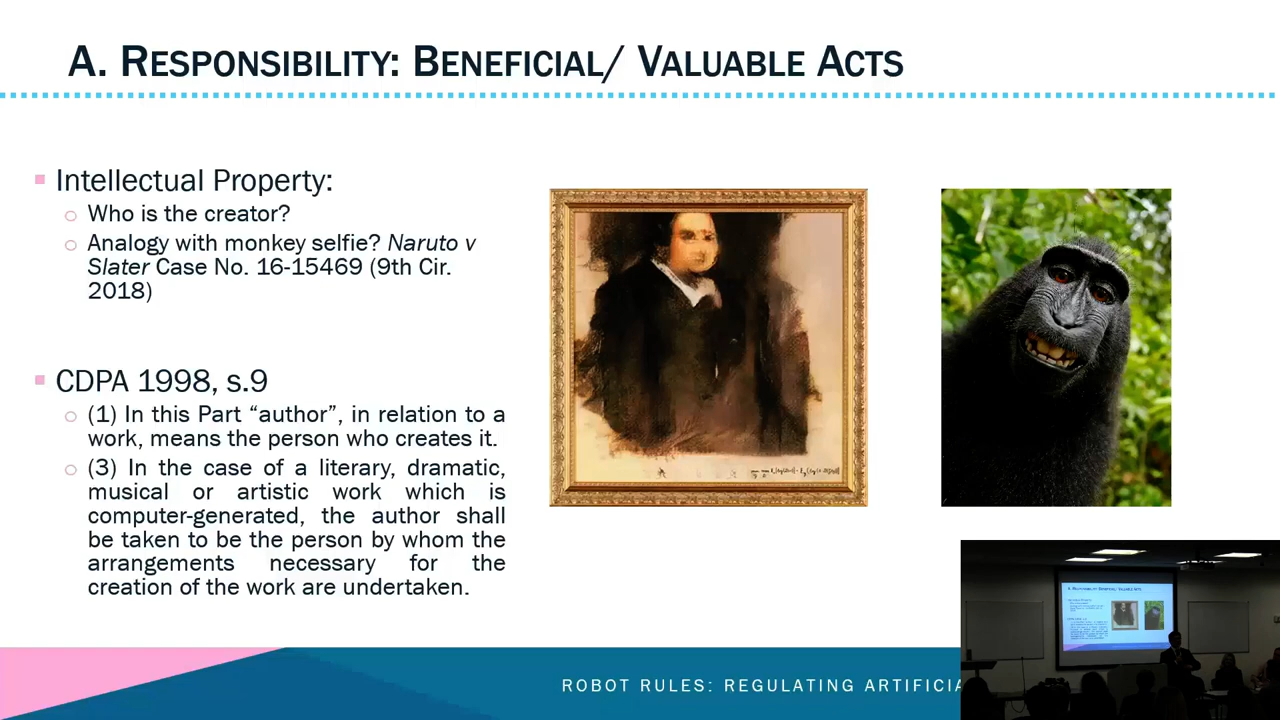 A. RESPONSIBILITY: BENEFICIAL/ VALUABLE ACTS
Intellectual Property:
Who is the creator?
Analogy with monkey selfie? Naruto v
Slater Case No. 16-15469 (9th Cir.
2018)
CDPA 1998, s.9
(1) In this Part “author”, in relation to a
work, means the person who creates it.
(3) In the case of a literary, dramatic,
musical or artistic work which is
computer-generated, the author shall
be taken to be the person by whom the
arrangements necessary for the
creation of the work are undertaken.
ROBOT RULES: REGULATING ARTIFICIA
A. RESPONSIBILITY: BENEFICIAL/ VALUABLE ACTS